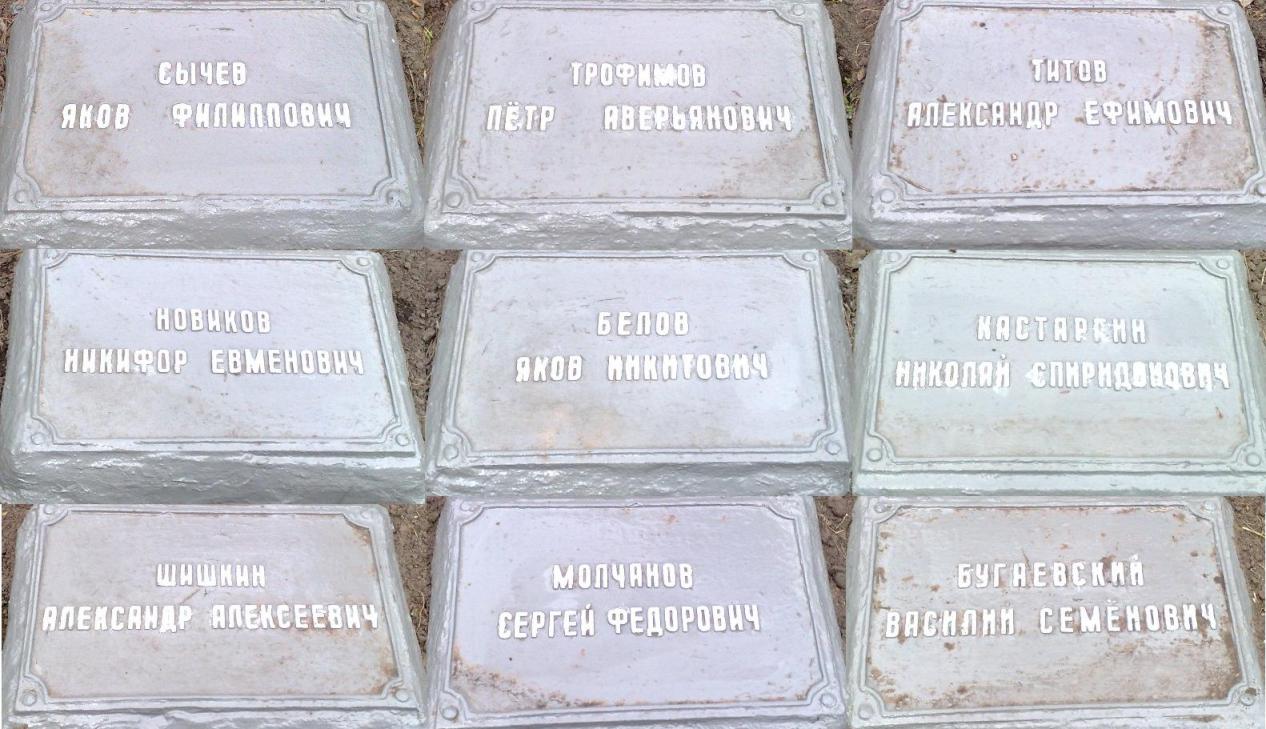 СЫЧЕВ
ЯКОВ ФИЛИППОВИЧ
ТРОФИМОВ
ПЁТР АВЕРЬЯНОВИЧ
ТИТОВ
АЛЕКСАНДР ЕФИМОВИЧ
НОВИКОВ
НИКИФОР ЕВМЕНОВИЧ
БЕЛОВ
ЯКОВ НИКИТОВИЧ
НИКОЛАЙ СПИРИДОНОВИЧ
ШИШКИН
АЛЕКСАНДР АЛЕКСЕЕВИЧ
МОЛЧАНОВ
СЕРГЕЙ ФЕДОРОВИЧ
БУГАЕВСКИЙ
ВАСИЛИЙ СЕМЁНОВИЧ